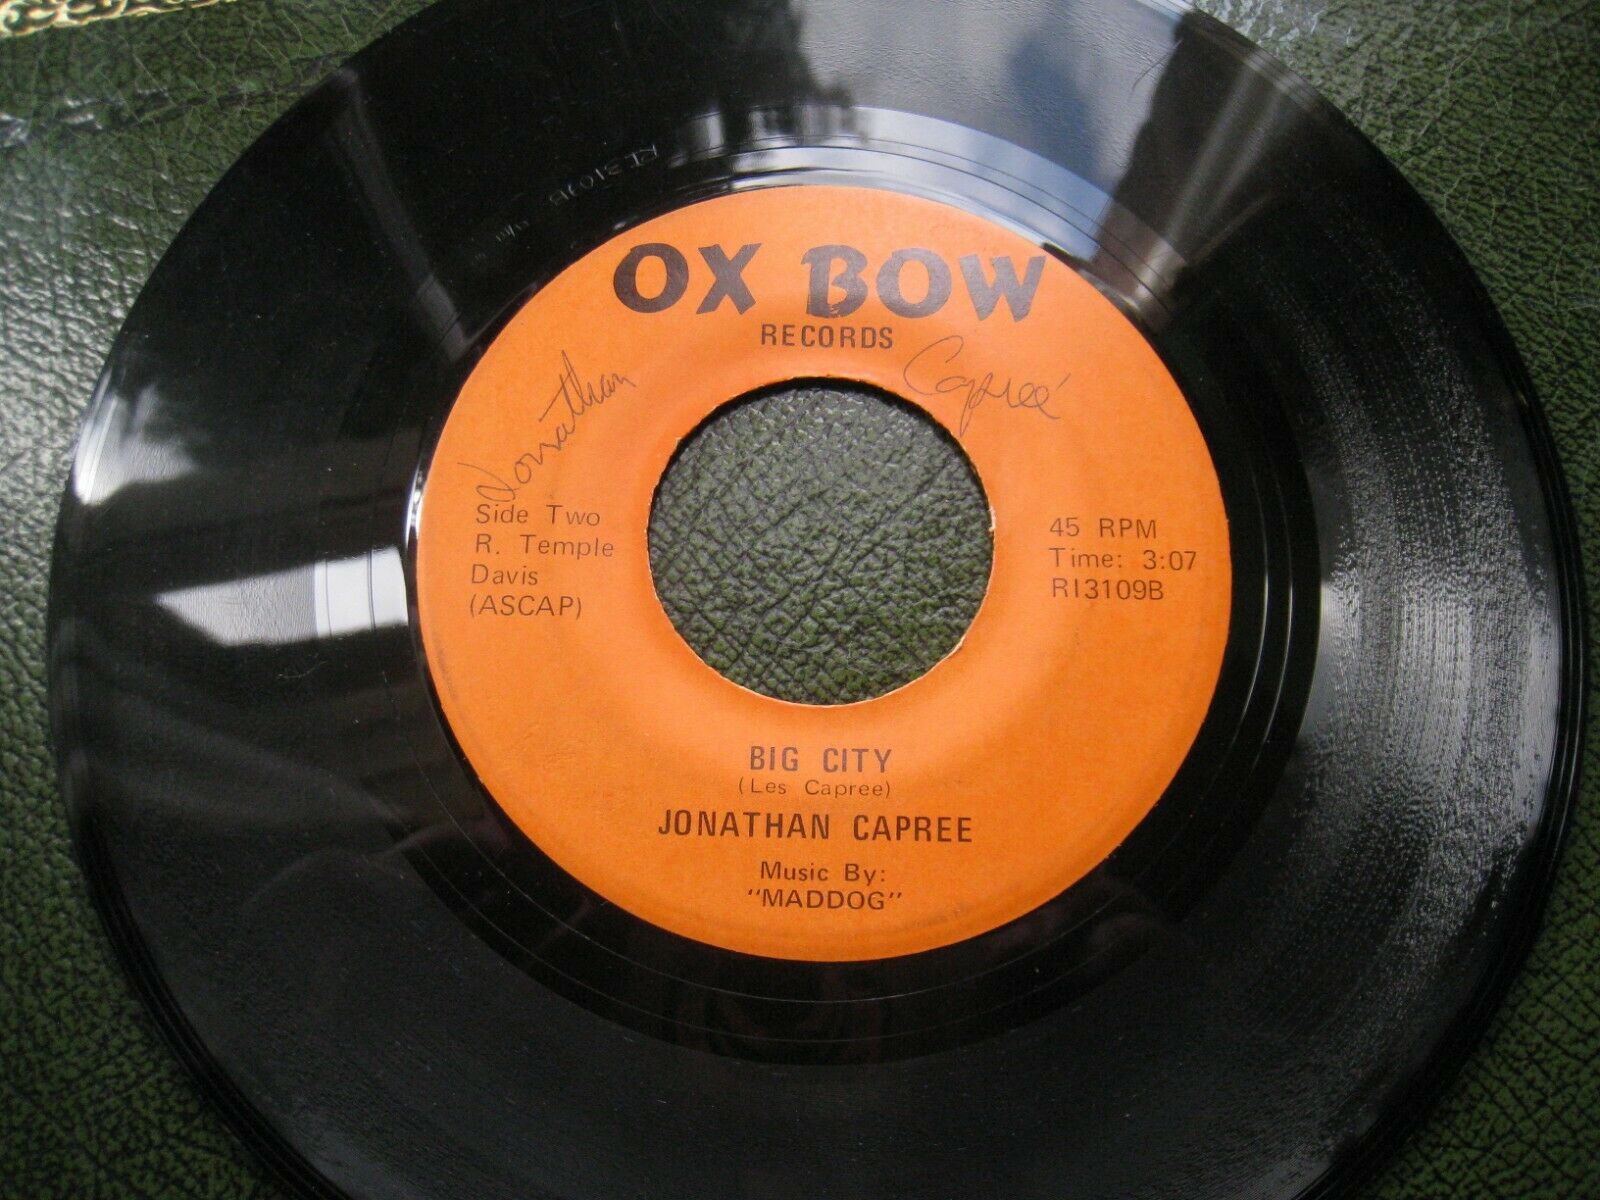 RI3109B
OX BOW
RECORDS
Jonathan Capreé
Side Two
R. Temple
Davis
(ASCAP)
45 RPM
Time: 3:07
RI3109B
BIG CITY
(Les Capree)
JONATHAN CAPREE
Music By:
"MADDOG"